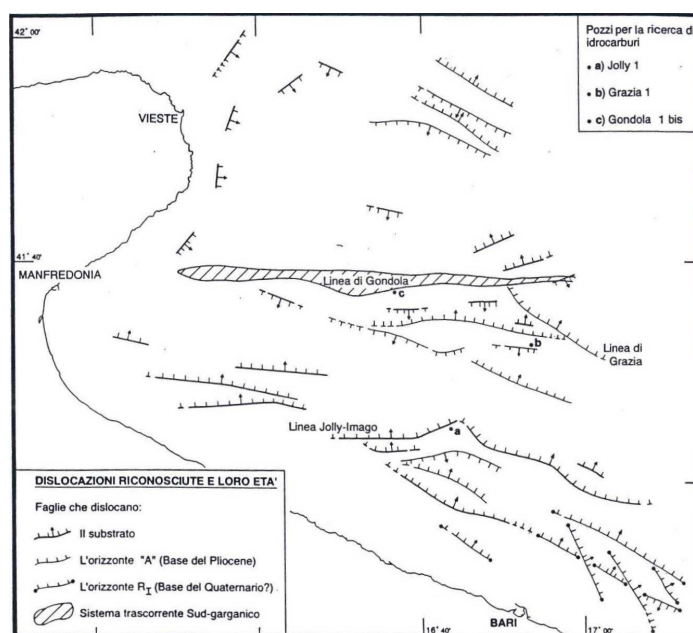 42° 00'
Pozzi per la ricerca di
idrocarburi
a) Jolly 1
b) Grazia 1
c) Gondola 1 bis
VIESTE
41° 40'
MANFREDONIA
Linea di Gondola
c
b
Linea di
Grazia
Linea Jolly-Imago
a
DISLOCAZIONI RICONOSCIUTE E LORO ETA'
Faglie che dislocano:
Il substrato
L'orizzonte "A" (Base del Pliocene)
L'orizzonte RI (Base del Quaternario?)
Sistema trascorrente Sud-garganico
BARI
16° 40'
17° 00'